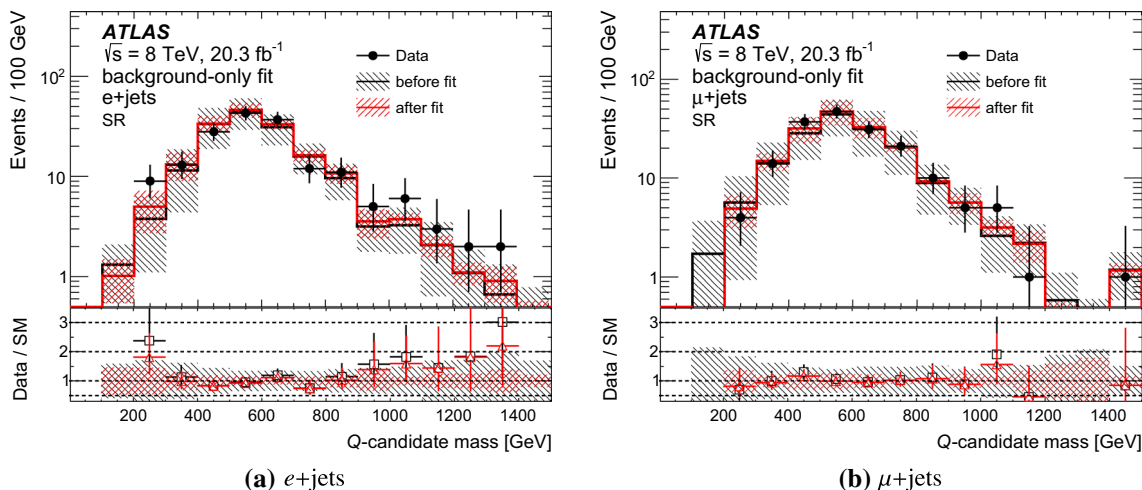 Events / 100 GeV
ATLAS
√s = 8 TeV, 20.3 fb⁻¹
background-only fit
e+jets
SR
Data
before fit
after fit
10²
10
1
Data / SM
3
2
1
200 400 600 800 1000 1200 1400
Q-candidate mass [GeV]
(a) e+jets
Events / 100 GeV
ATLAS
√s = 8 TeV, 20.3 fb⁻¹
background-only fit
μ+jets
SR
Data
before fit
after fit
10²
10
1
Data / SM
3
2
1
200 400 600 800 1000 1200 1400
Q-candidate mass [GeV]
(b) μ+jets